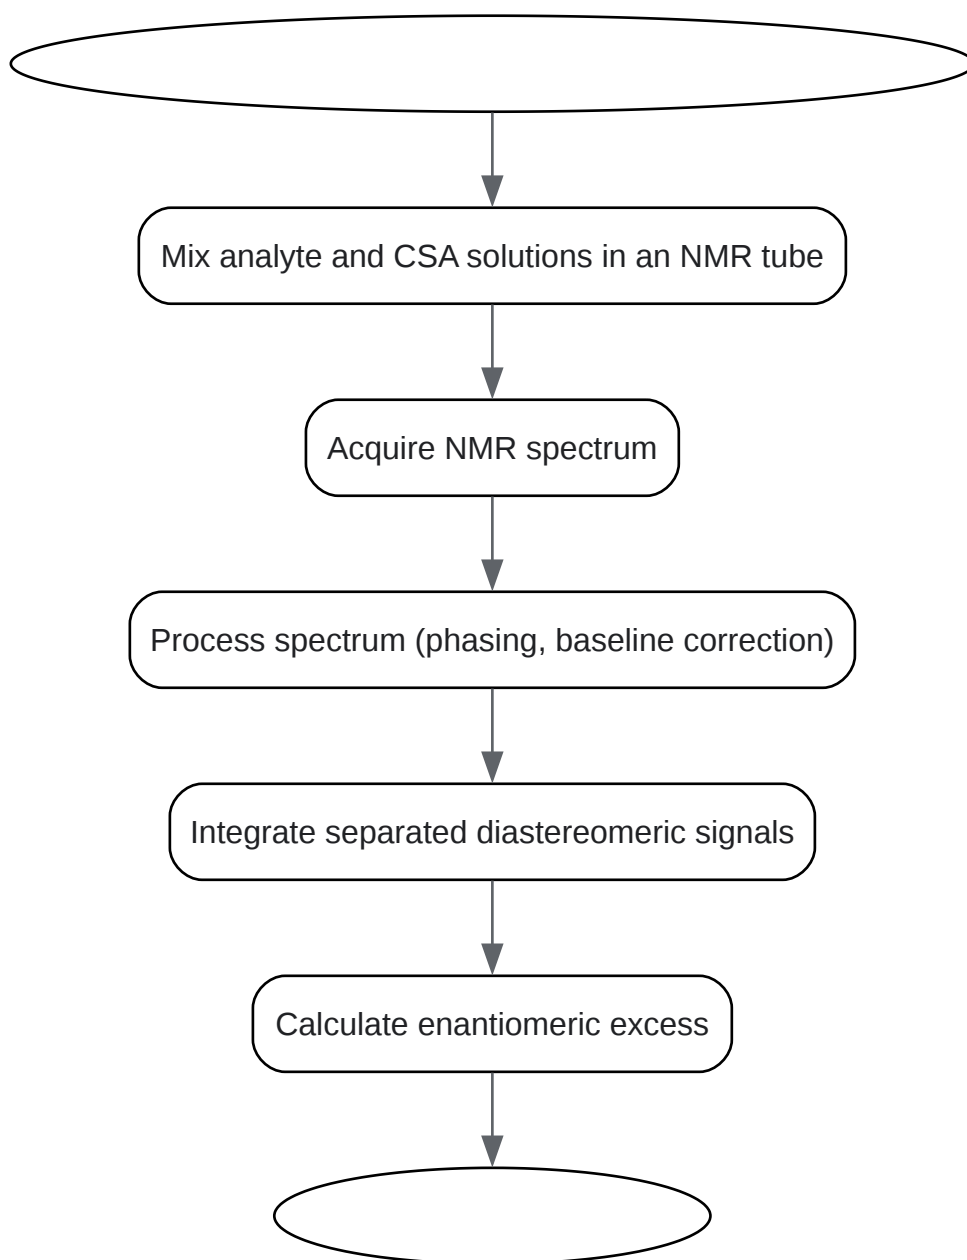 Mix analyte and CSA solutions in an NMR tube
Acquire NMR spectrum
Process spectrum (phasing, baseline correction)
Integrate separated diastereomeric signals
Calculate enantiomeric excess